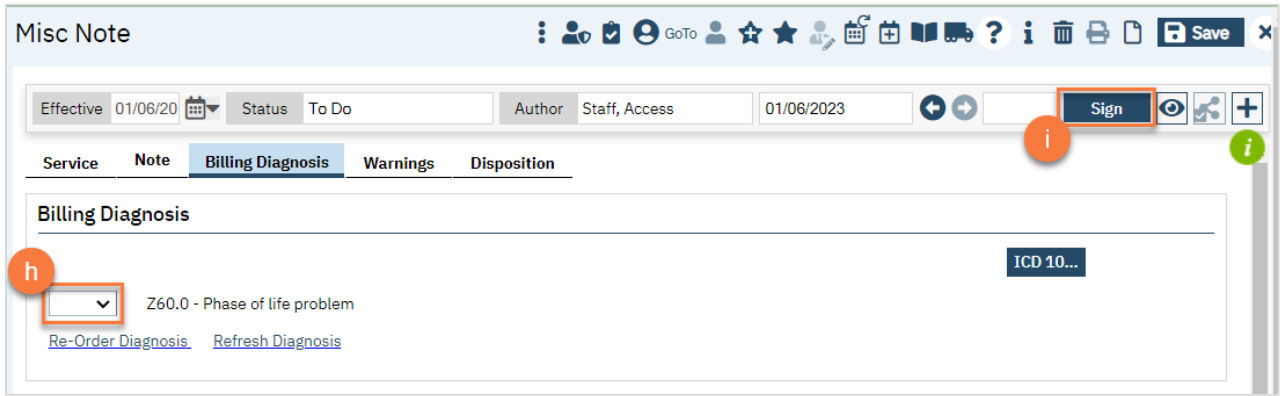 Misc Note GoTo ? i Save X
Effective 01/06/20 Status To Do Author Staff, Access 01/06/2023 Sign
i
i
Service Note Billing Diagnosis Warnings Disposition
Billing Diagnosis
ICD 10...
h
Z60.0 - Phase of life problem
Re-Order Diagnosis Refresh Diagnosis